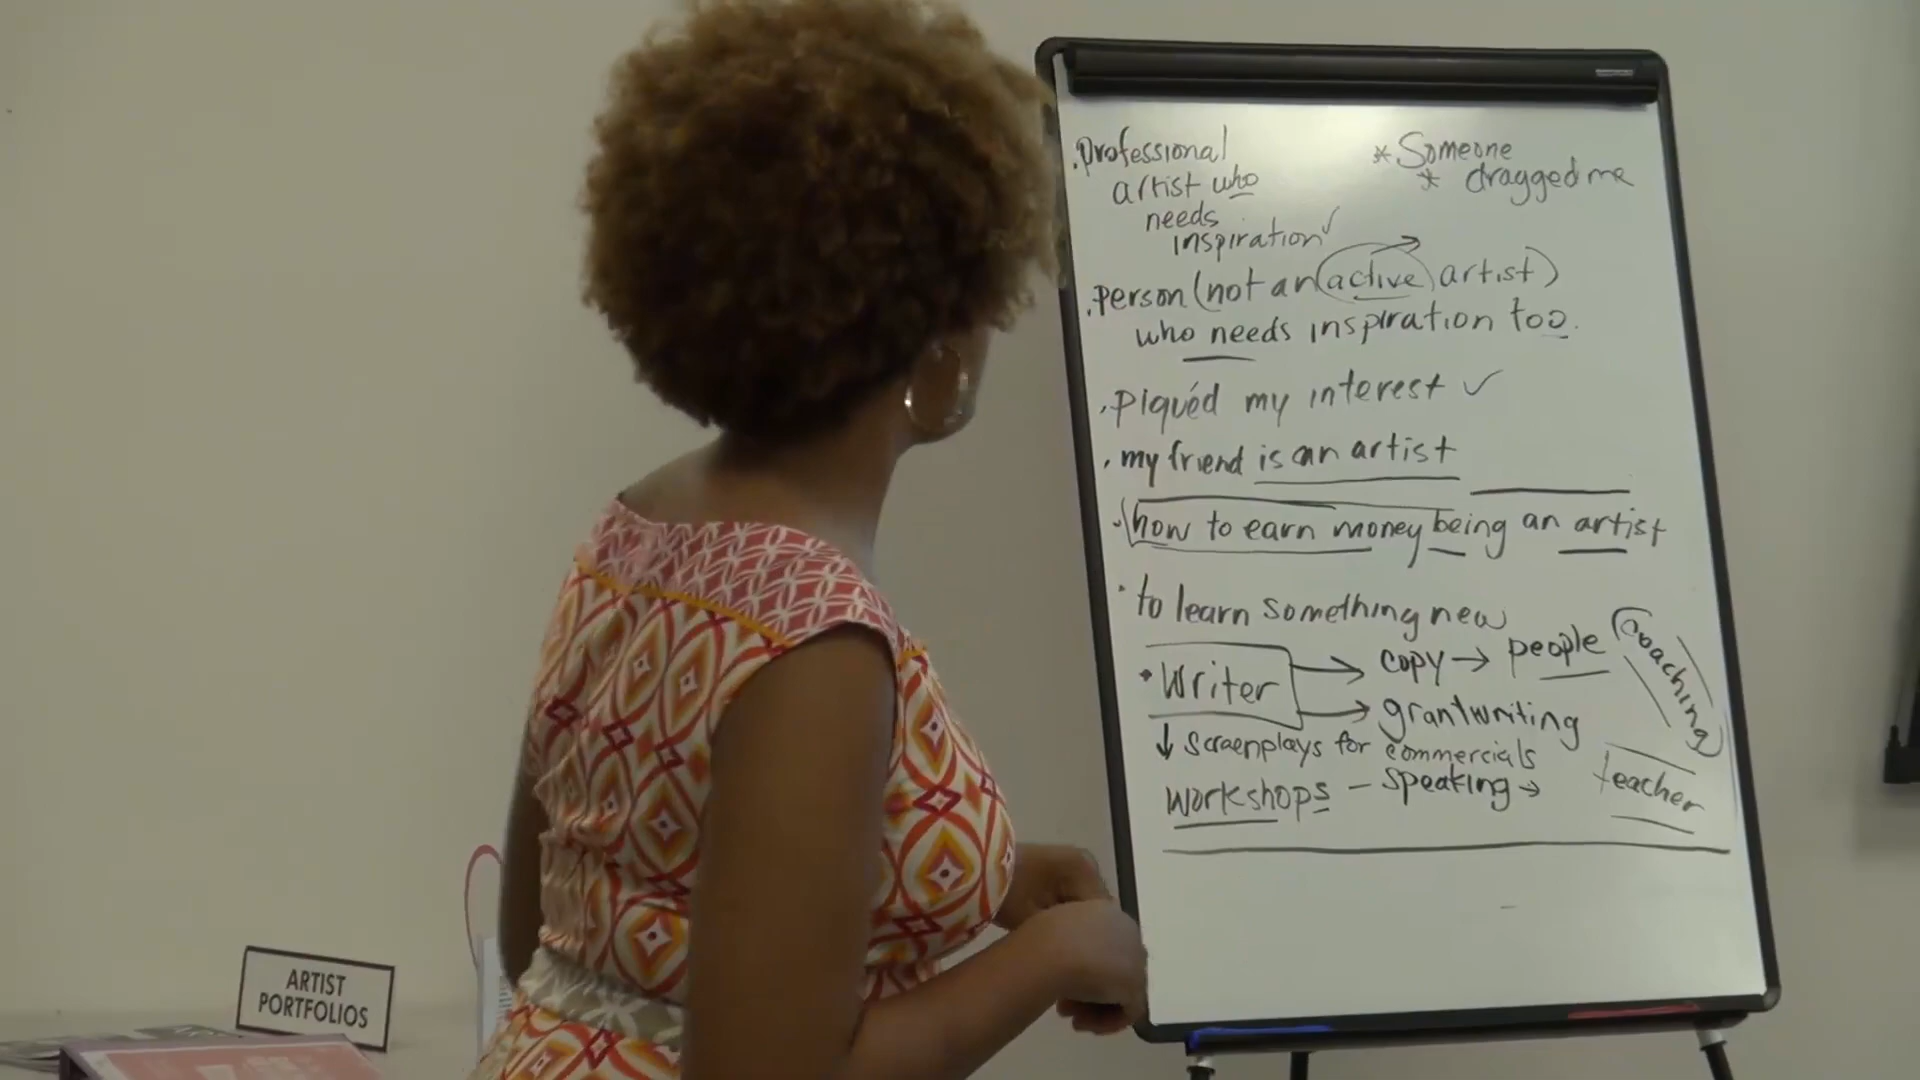 .professional
artist who
needs
inspiration✓
* Someone
* dragged me
.person (not an active artist)
who needs inspiration too.
.piquéd my interest ✓
.my friend is an artist
.how to earn money being an artist
.to learn something new
•Writer → copy → people
→ grantwriting
coaching
↓ screenplays for commercials
workshops – speaking →
teacher
ARTIST
PORTFOLIOS